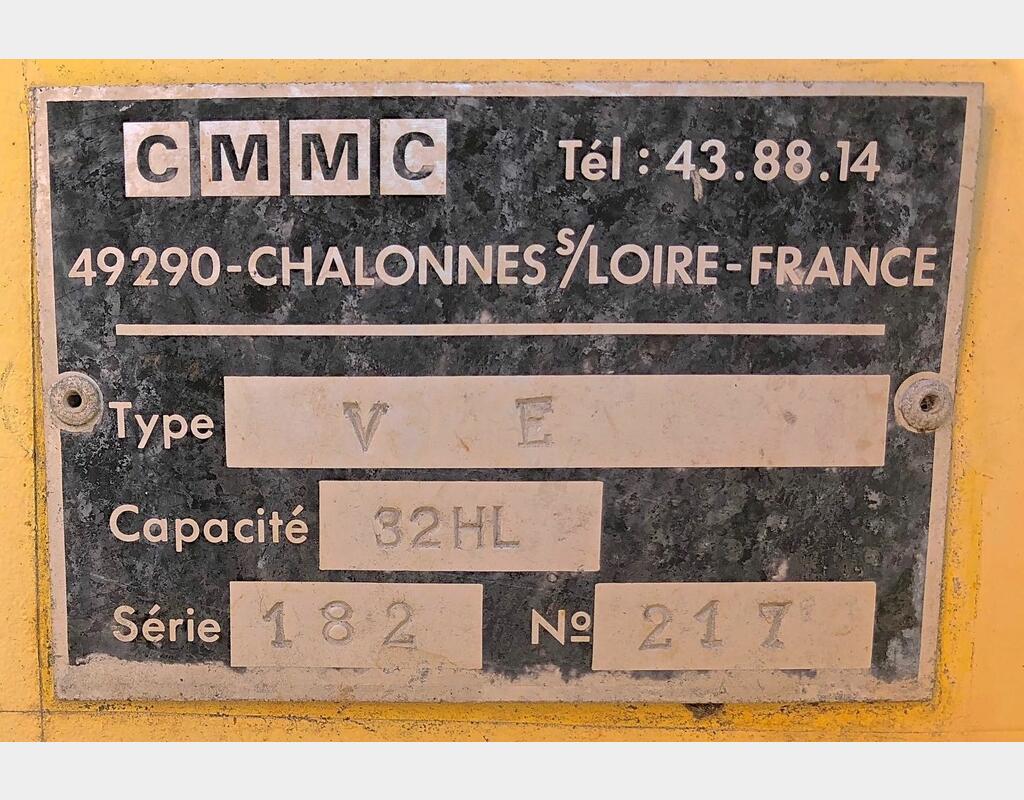 CMMC Tél : 43.88.14
49290-CHALONNES S/LOIRE-FRANCE
Type V E
Capacité 32HL
Série 182 Nº 217